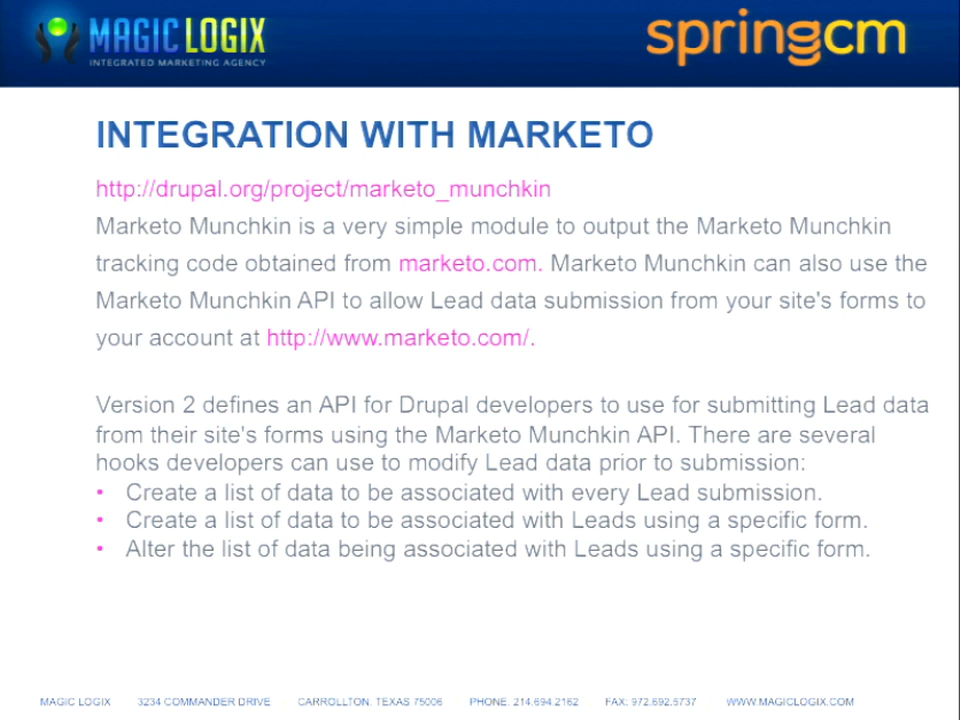 MAGIC LOGIX
INTEGRATED MARKETING AGENCY
springcm
INTEGRATION WITH MARKETO
http://drupal.org/project/marketo_munchkin
Marketo Munchkin is a very simple module to output the Marketo Munchkin
tracking code obtained from marketo.com. Marketo Munchkin can also use the
Marketo Munchkin API to allow Lead data submission from your site's forms to
your account at http://www.marketo.com/.
Version 2 defines an API for Drupal developers to use for submitting Lead data
from their site's forms using the Marketo Munchkin API. There are several
hooks developers can use to modify Lead data prior to submission:
• Create a list of data to be associated with every Lead submission.
• Create a list of data to be associated with Leads using a specific form.
• Alter the list of data being associated with Leads using a specific form.
MAGIC LOGIX 3234 COMMANDER DRIVE CARROLLTON, TEXAS 75006 PHONE: 214.694.2162 FAX: 972.692.5737 WWW.MAGICLOGIX.COM